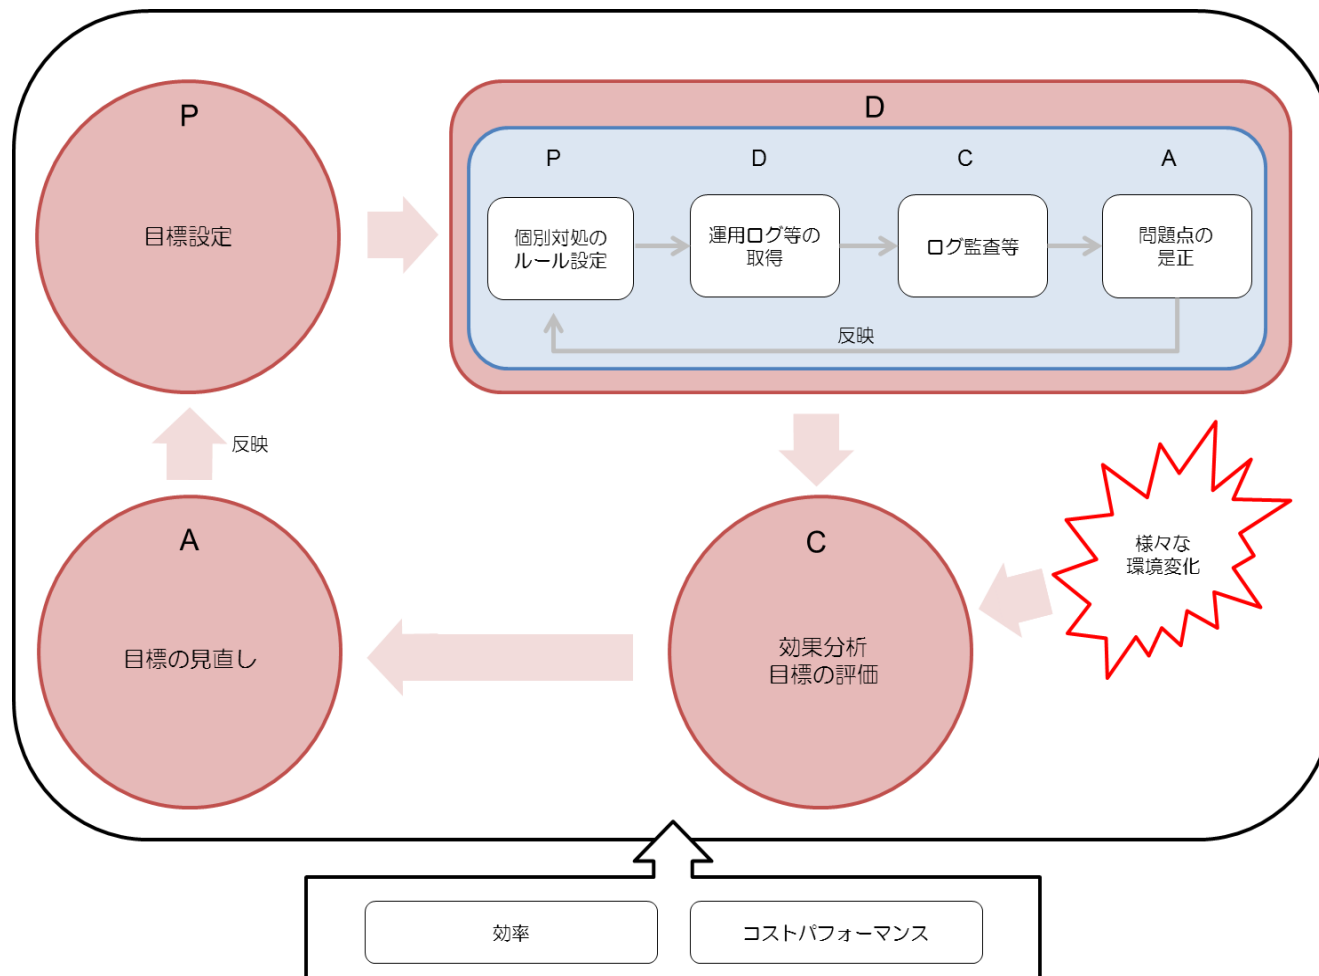 P
目標設定
D
P
個別対処の
ルール設定
D
運用ログ等の
取得
C
ログ監査等
A
問題点の
是正
反映
反映
A
目標の見直し
C
効果分析
目標の評価
様々な
環境変化
効率
コストパフォーマンス